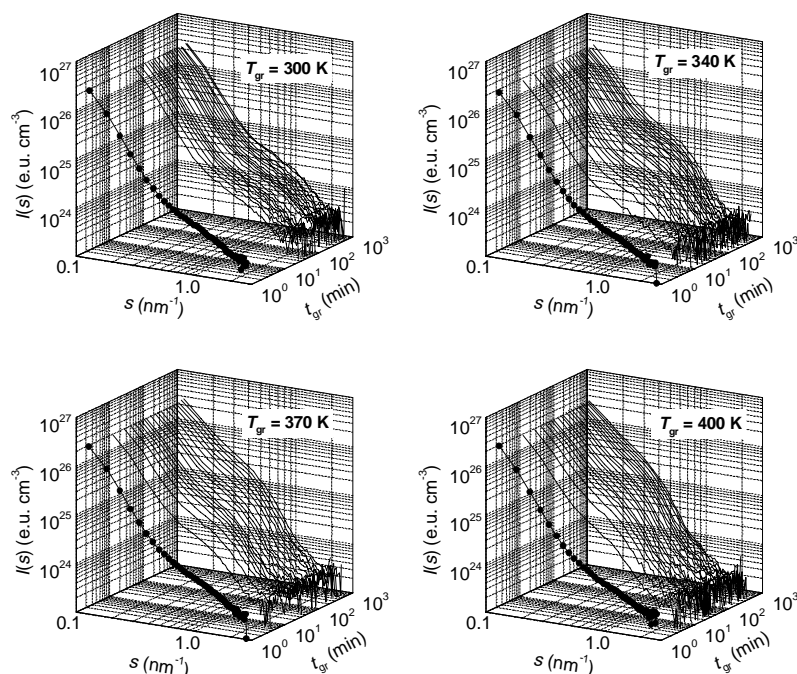 T_gr = 300 K
10^27
10^26
10^25
10^24
I(s) (e.u. cm^-3)
0.1
1.0
s (nm^-1)
10^0 10^1 10^2 10^3
t_gr (min)
T_gr = 340 K
10^27
10^26
10^25
10^24
I(s) (e.u. cm^-3)
0.1
1.0
s (nm^-1)
10^0 10^1 10^2 10^3
t_gr (min)
T_gr = 370 K
10^27
10^26
10^25
10^24
I(s) (e.u. cm^-3)
0.1
1.0
s (nm^-1)
10^0 10^1 10^2 10^3
t_gr (min)
T_gr = 400 K
10^27
10^26
10^25
10^24
I(s) (e.u. cm^-3)
0.1
1.0
s (nm^-1)
10^0 10^1 10^2 10^3
t_gr (min)